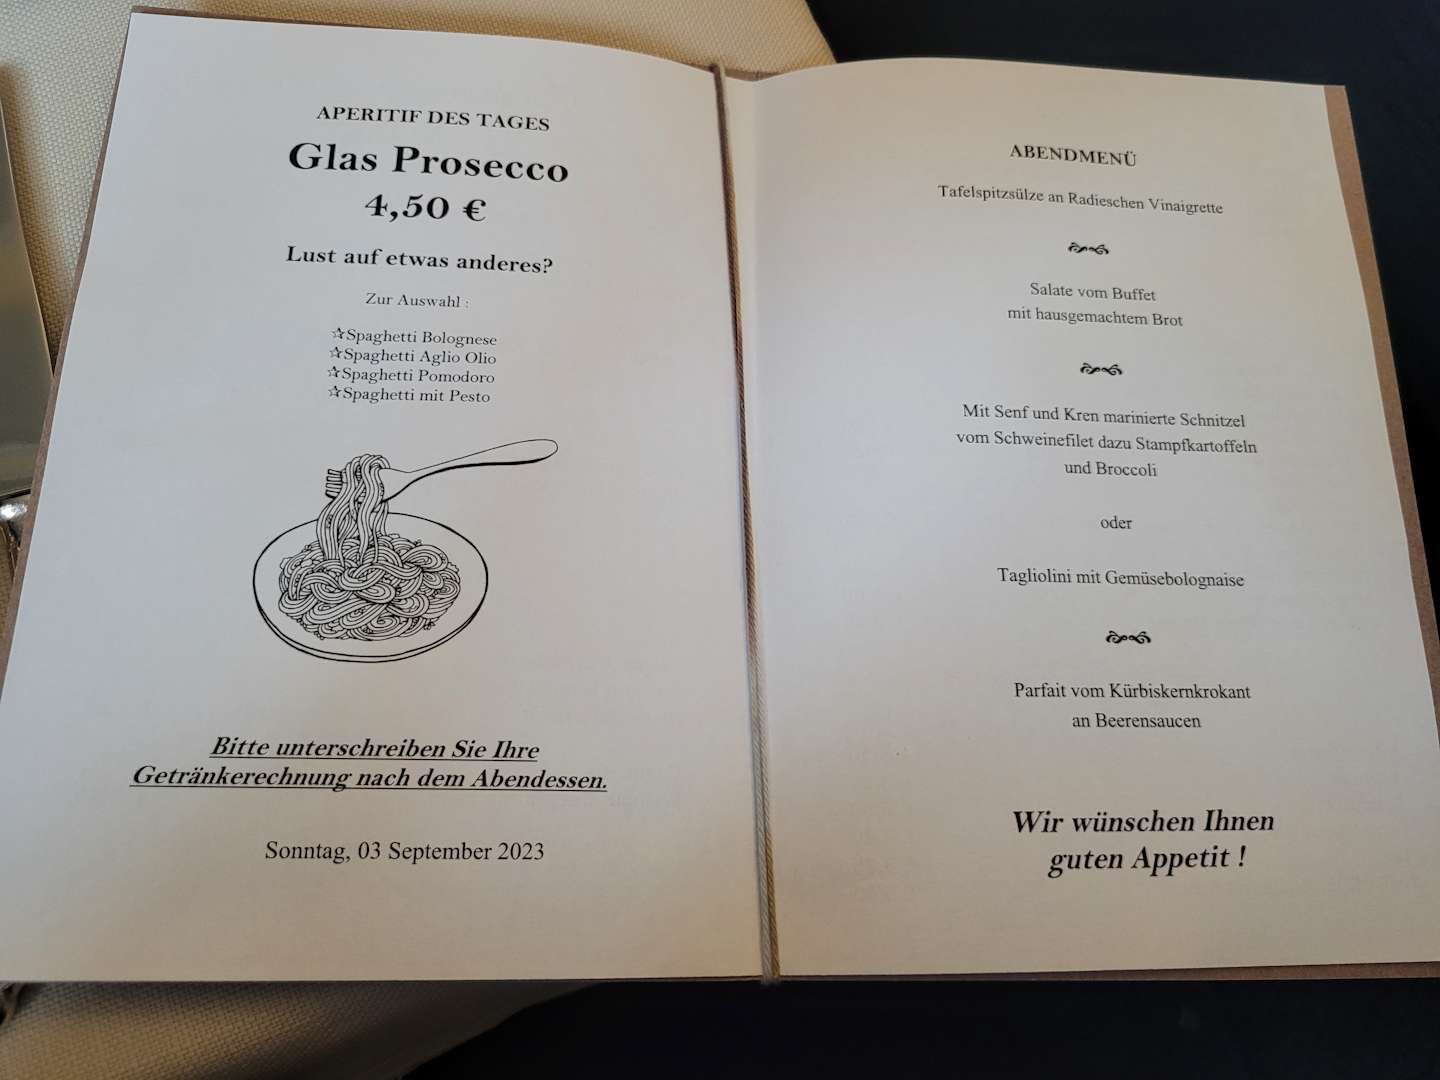 APERITIF DES TAGES
Glas Prosecco
4,50 €
Lust auf etwas anderes?
Zur Auswahl :
☆Spaghetti Bolognese
☆Spaghetti Aglio Olio
☆Spaghetti Pomodoro
☆Spaghetti mit Pesto
Bitte unterschreiben Sie Ihre
Getränkerechnung nach dem Abendessen.
Sonntag, 03 September 2023
ABENDMENÜ
Tafelspitzsülze an Radieschen Vinaigrette
Salate vom Buffet
mit hausgemachtem Brot
Mit Senf und Kren marinierte Schnitzel
vom Schweinefilet dazu Stampfkartoffeln
und Broccoli
oder
Tagliolini mit Gemüsebolognaise
Parfait vom Kürbiskernkrokant
an Beerensaucen
Wir wünschen Ihnen
guten Appetit !